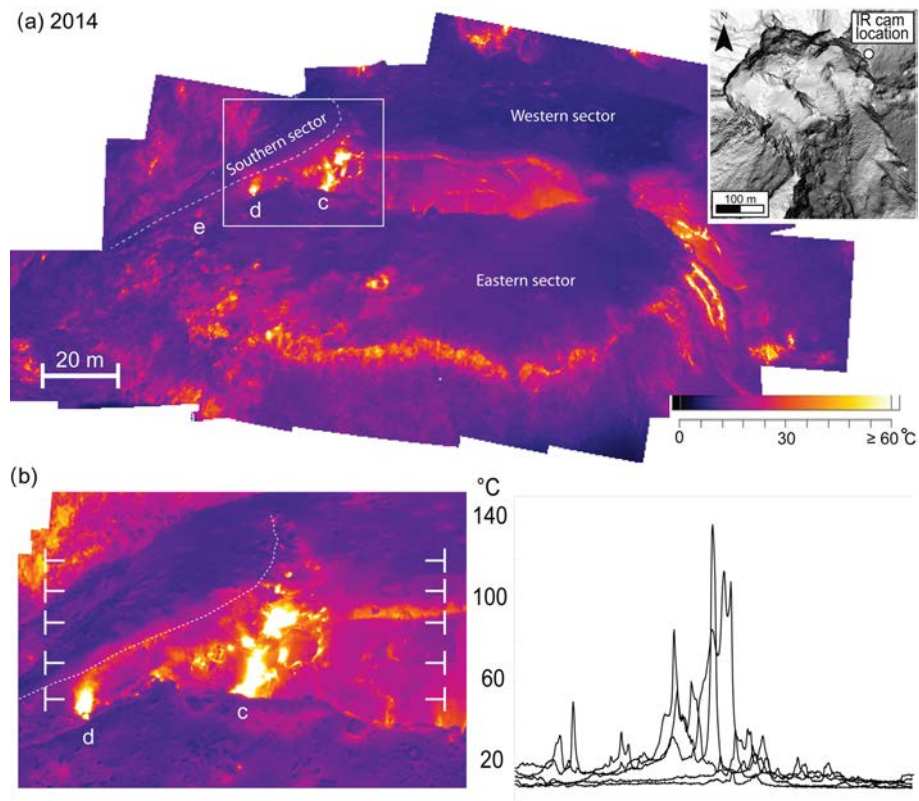 (a) 2014
N
IR cam
location
Western sector
Southern sector
d
c
e
100 m
Eastern sector
20 m
0
30
≥ 60 °C
(b)
°C
140
100
60
20
d
c